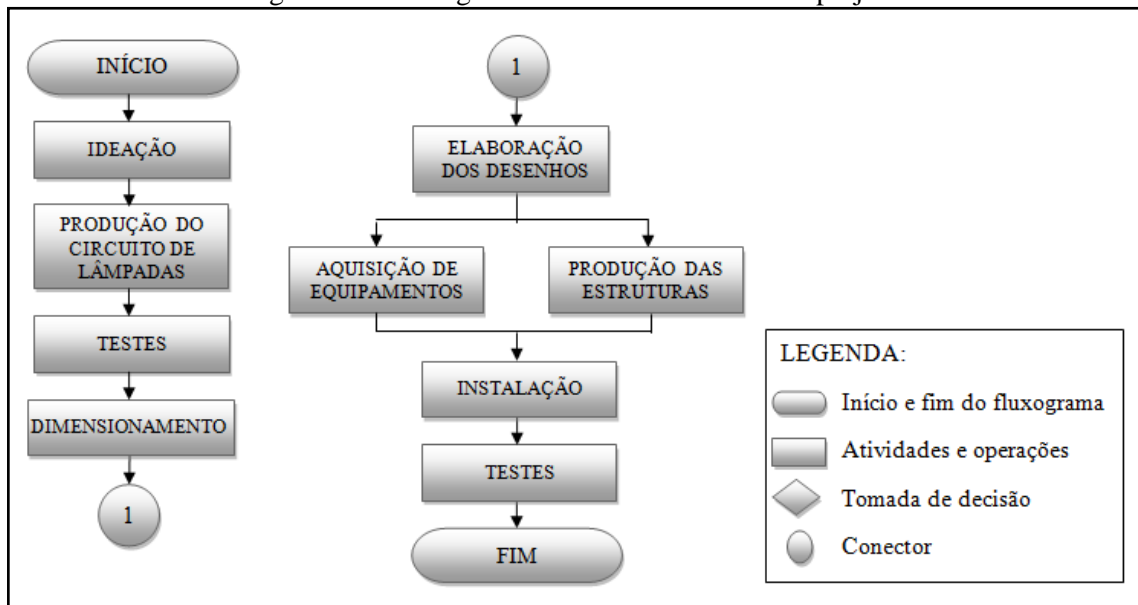 INÍCIO
IDEAÇÃO
PRODUÇÃO DO
CIRCUITO DE
LÂMPADAS
TESTES
DIMENSIONAMENTO
1
1
ELABORAÇÃO
DOS DESENHOS
AQUISIÇÃO DE
EQUIPAMENTOS
PRODUÇÃO DAS
ESTRUTURAS
INSTALAÇÃO
TESTES
FIM
LEGENDA:
Início e fim do fluxograma
Atividades e operações
Tomada de decisão
Conector